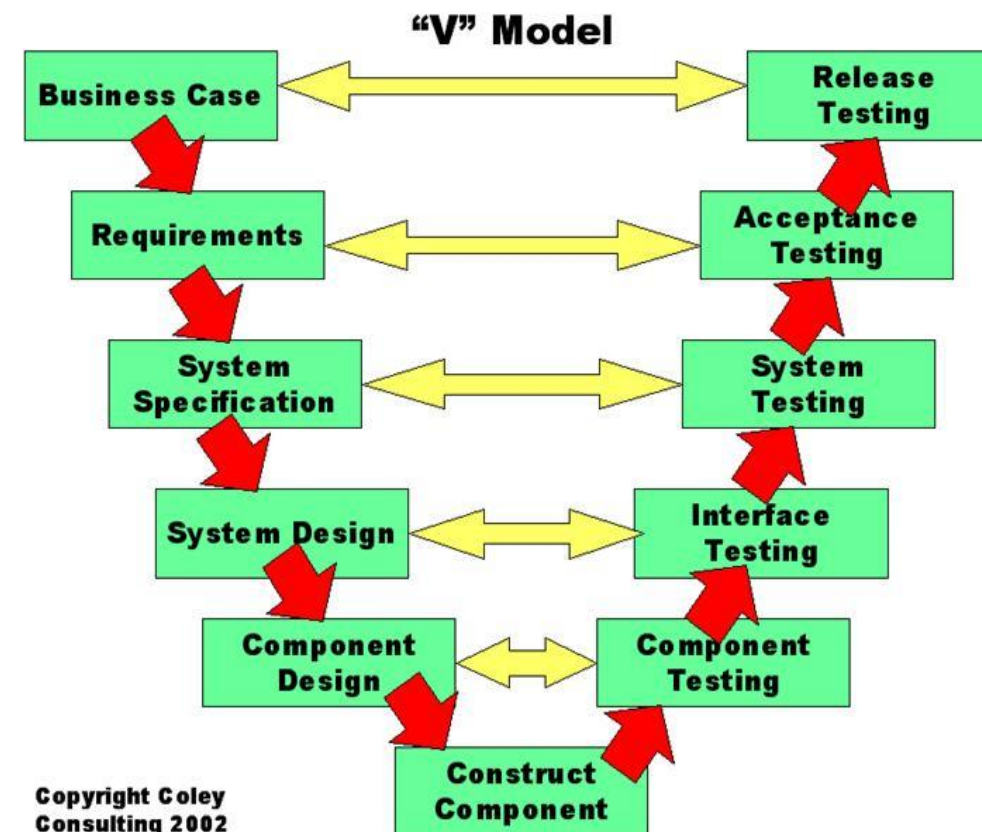 “V” Model
Business Case
Release
Testing
Requirements
Acceptance
Testing
System
Specification
System
Testing
System Design
Interface
Testing
Component
Design
Component
Testing
Construct
Component
Copyright Coley
Consulting 2002